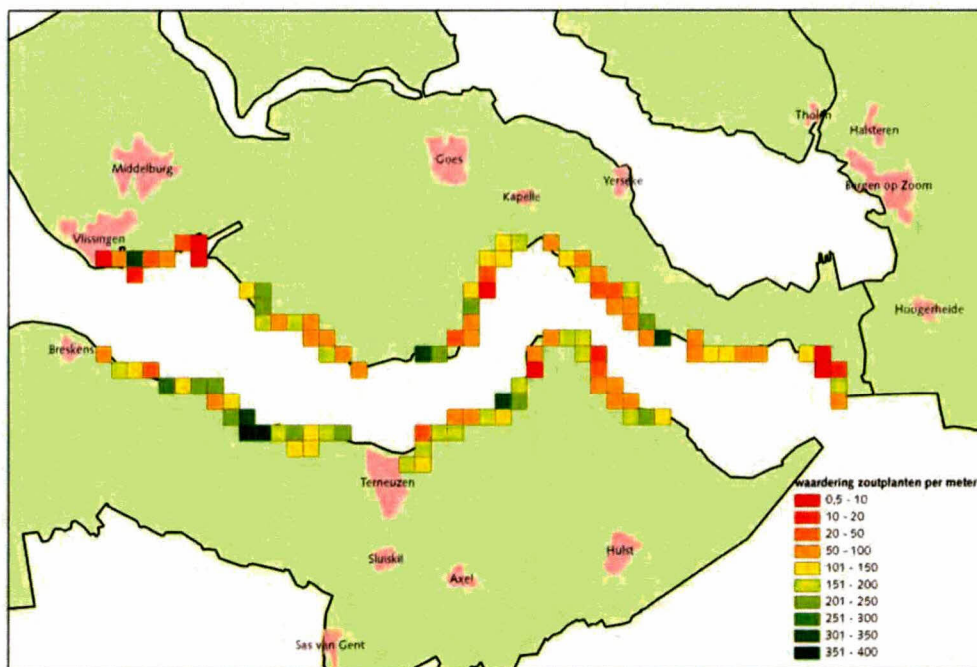 Tholen
Halsteren
Goes
Middelburg
Yerseke
Bergen op Zoom
Kapelle
Vlissingen
Hoogerheide
Breskens
Terneuzen
waardering zoutplanten per meter
0,5 - 10
10 - 20
20 - 50
50 - 100
101 - 150
151 - 200
201 - 250
251 - 300
301 - 350
351 - 400
Sluiskil
Axel
Hulst
Sas van Gent